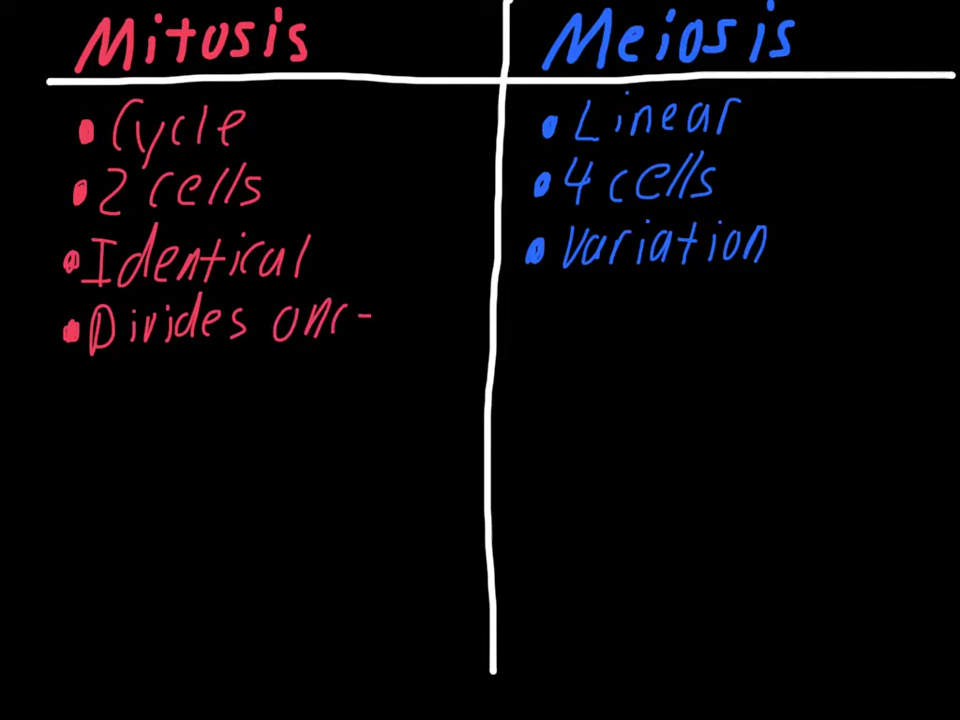 Mitosis
• Cycle
• 2 cells
• Identical
• Divides onc
Meiosis
• Linear
• 4 cells
• Variation